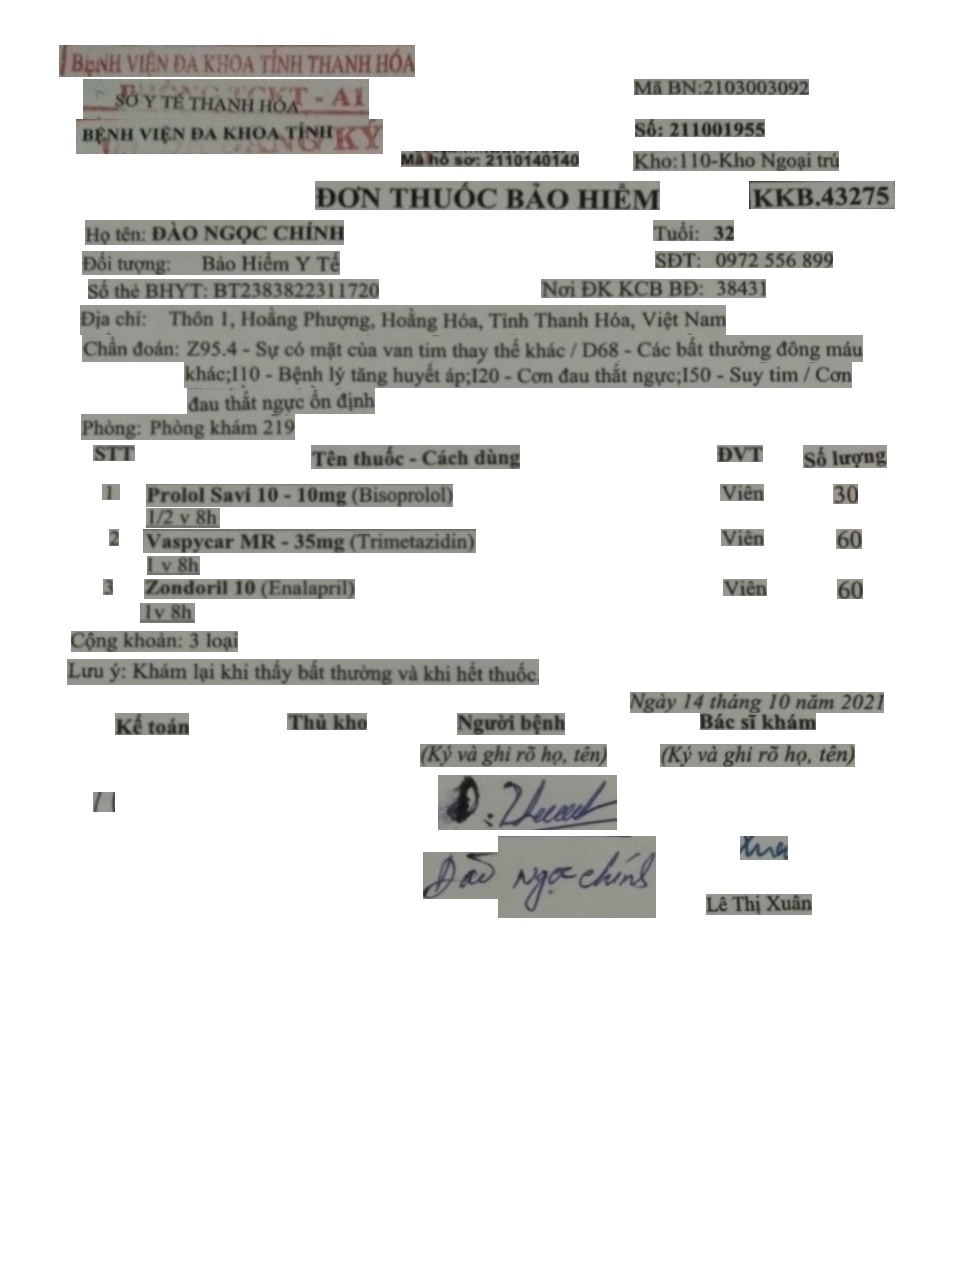 BỆNH VIỆN ĐA KHOA TỈNH THANH HÓA
SỞ Y TẾ THANH HÓA - A1
Mã BN:2103003092
BỆNH VIỆN ĐA KHOA TỈNH KÝ
Số: 211001955
Mã hồ sơ: 2110140140
Kho:110-Kho Ngoại trú
ĐƠN THUỐC BẢO HIỂM
KKB.43275
Họ tên: ĐÀO NGỌC CHÍNH
Tuổi: 32
Đối tượng: Bảo Hiểm Y Tế
SĐT: 0972 556 899
Số thẻ BHYT: BT2383822311720
Nơi ĐK KCB BĐ: 38431
Địa chỉ: Thôn 1, Hoằng Phượng, Hoằng Hóa, Tỉnh Thanh Hóa, Việt Nam
Chẩn đoán: Z95.4 - Sự có mặt của van tim thay thế khác / D68 - Các bất thường đông máu
khác;I10 - Bệnh lý tăng huyết áp;I20 - Cơn đau thắt ngực;I50 - Suy tim / Cơn
đau thắt ngực ổn định
Phòng: Phòng khám 219
STT Tên thuốc - Cách dùng ĐVT Số lượng
1 Prolol Savi 10 - 10mg (Bisoprolol) Viên 30
1/2 v 8h
2 Vaspycar MR - 35mg (Trimetazidin) Viên 60
1 v 8h
3 Zondoril 10 (Enalapril) Viên 60
1v 8h
Cộng khoản: 3 loại
Lưu ý: Khám lại khi thấy bất thường và khi hết thuốc.
Ngày 14 tháng 10 năm 2021
Kế toán Thủ kho Người bệnh Bác sĩ khám
(Ký và ghi rõ họ, tên) (Ký và ghi rõ họ, tên)
Đào Ngọc Chính
Lê Thị Xuân